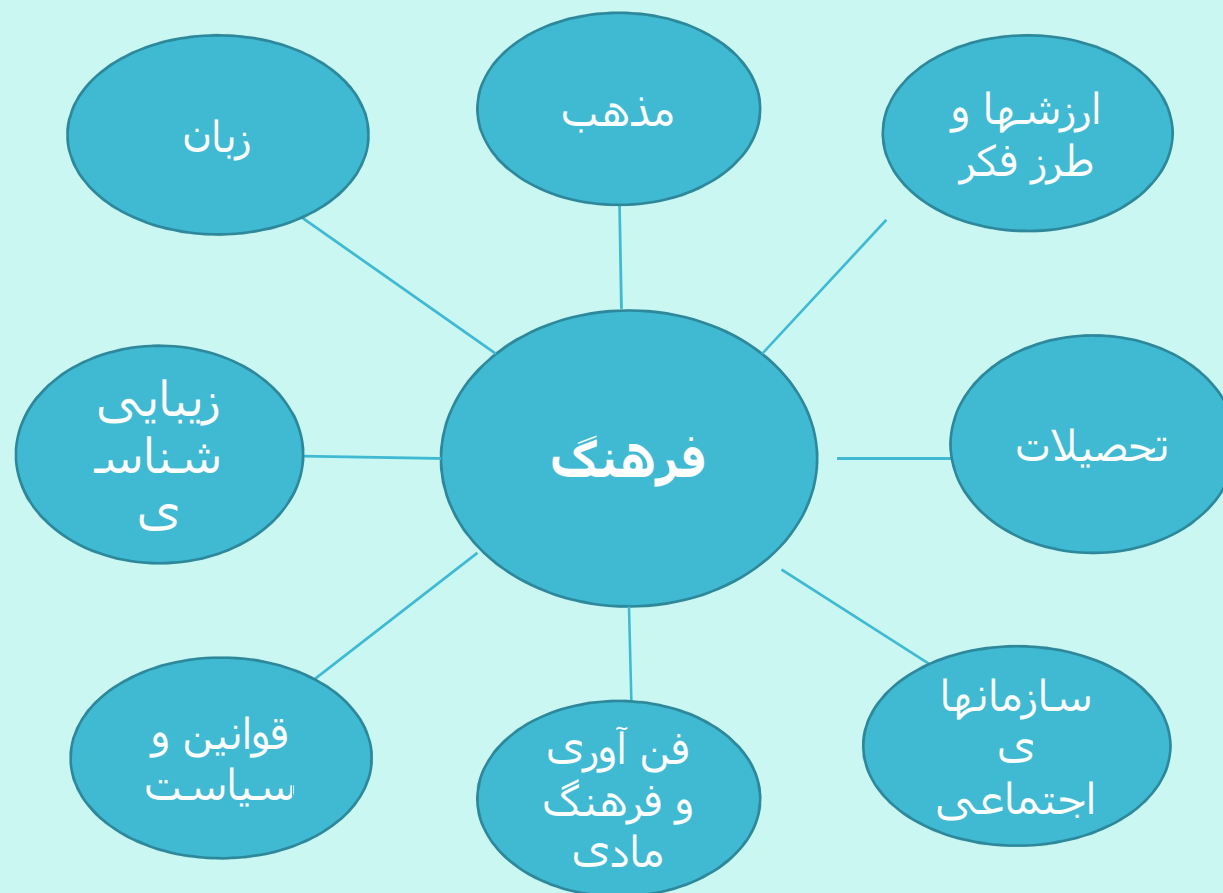 ارزشها و
طرز فکر
مذهب
زبان
تحصیلات
فرهنگ
زیبایی
شناس
ی
سازمانها
ی
اجتماعی
فن آوری
و فرهنگ
مادی
قوانین و
سیاست